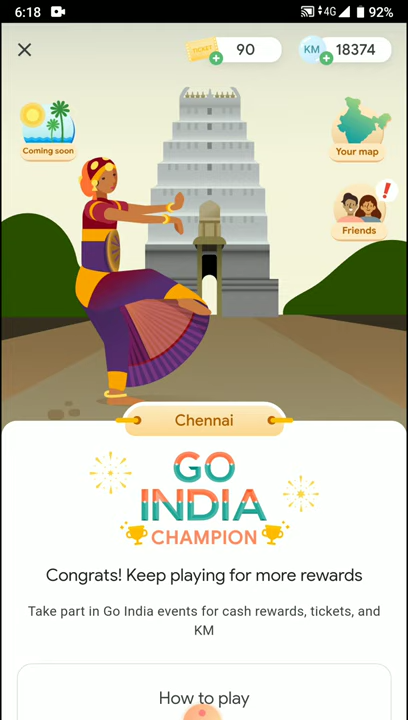 6:18
4G
92%
TICKET
90
KM
18374
Coming soon
Your map
!
Friends
Chennai
GO
INDIA
CHAMPION
Congrats! Keep playing for more rewards
Take part in Go India events for cash rewards, tickets, and
KM
How to play